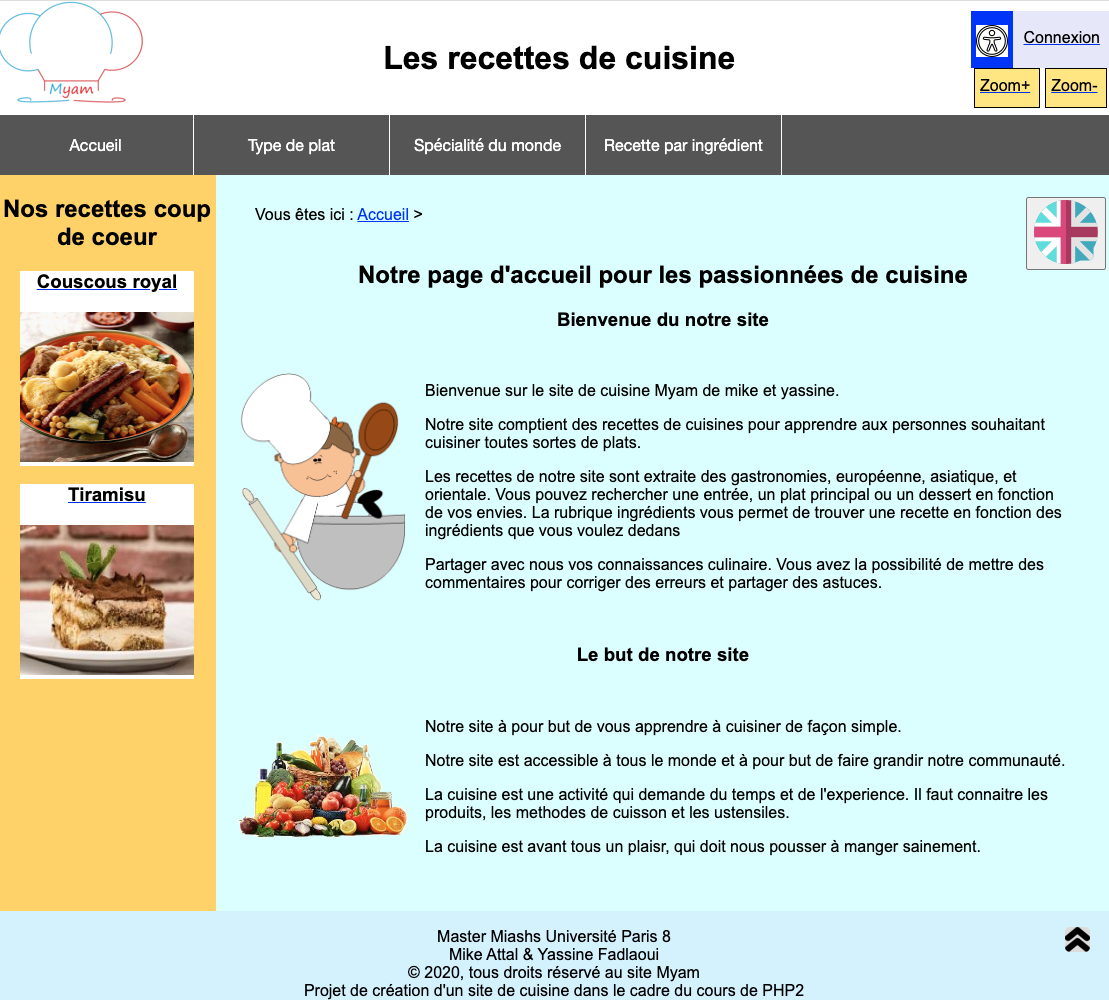 Myam
Les recettes de cuisine
Connexion
Zoom+
Zoom-
Accueil
Type de plat
Spécialité du monde
Recette par ingrédient
Nos recettes coup
de coeur
Couscous royal
Tiramisu
Vous êtes ici : Accueil >
Notre page d'accueil pour les passionnées de cuisine
Bienvenue du notre site
Bienvenue sur le site de cuisine Myam de mike et yassine.
Notre site comptient des recettes de cuisines pour apprendre aux personnes souhaitant
cuisiner toutes sortes de plats.
Les recettes de notre site sont extraite des gastronomies, européenne, asiatique, et
orientale. Vous pouvez rechercher une entrée, un plat principal ou un dessert en fonction
de vos envies. La rubrique ingrédients vous permet de trouver une recette en fonction des
ingrédients que vous voulez dedans
Partager avec nous vos connaissances culinaire. Vous avez la possibilité de mettre des
commentaires pour corriger des erreurs et partager des astuces.
Le but de notre site
Notre site à pour but de vous apprendre à cuisiner de façon simple.
Notre site est accessible à tous le monde et à pour but de faire grandir notre communauté.
La cuisine est une activité qui demande du temps et de l'experience. Il faut connaitre les
produits, les methodes de cuisson et les ustensiles.
La cuisine est avant tous un plaisr, qui doit nous pousser à manger sainement.
Master Miashs Université Paris 8
Mike Attal & Yassine Fadlaoui
© 2020, tous droits réservé au site Myam
Projet de création d'un site de cuisine dans le cadre du cours de PHP2